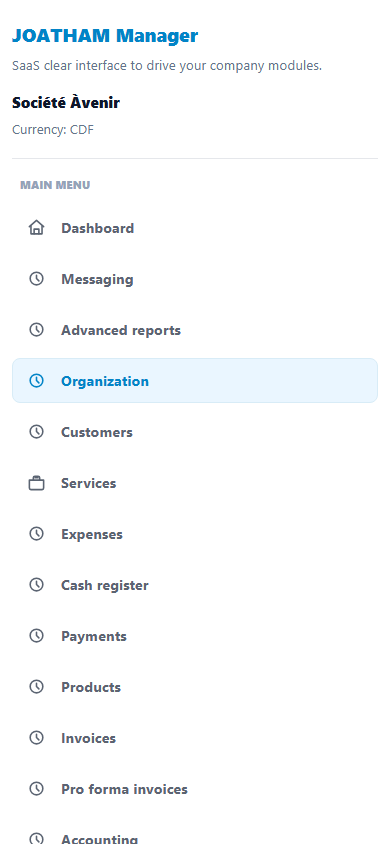 JOATHAM Manager
SaaS clear interface to drive your company modules.
Société Àvenir
Currency: CDF
MAIN MENU
Dashboard
Messaging
Advanced reports
Organization
Customers
Services
Expenses
Cash register
Payments
Products
Invoices
Pro forma invoices
Accounting